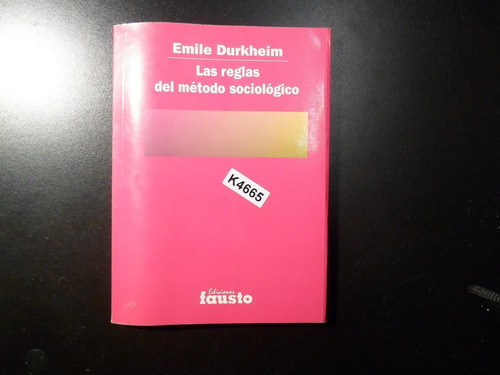 Emile Durkheim
Las reglas
del método sociológico
K4665
Ediciones
fausto